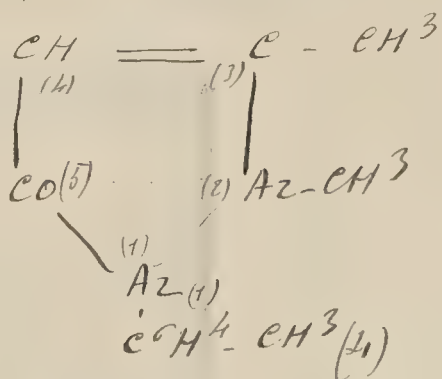 CH = C - CH³
(4) (3)
CO (5) (2) Az - CH³
(1)
Az (1)
C⁶H⁴ - CH³ (4)